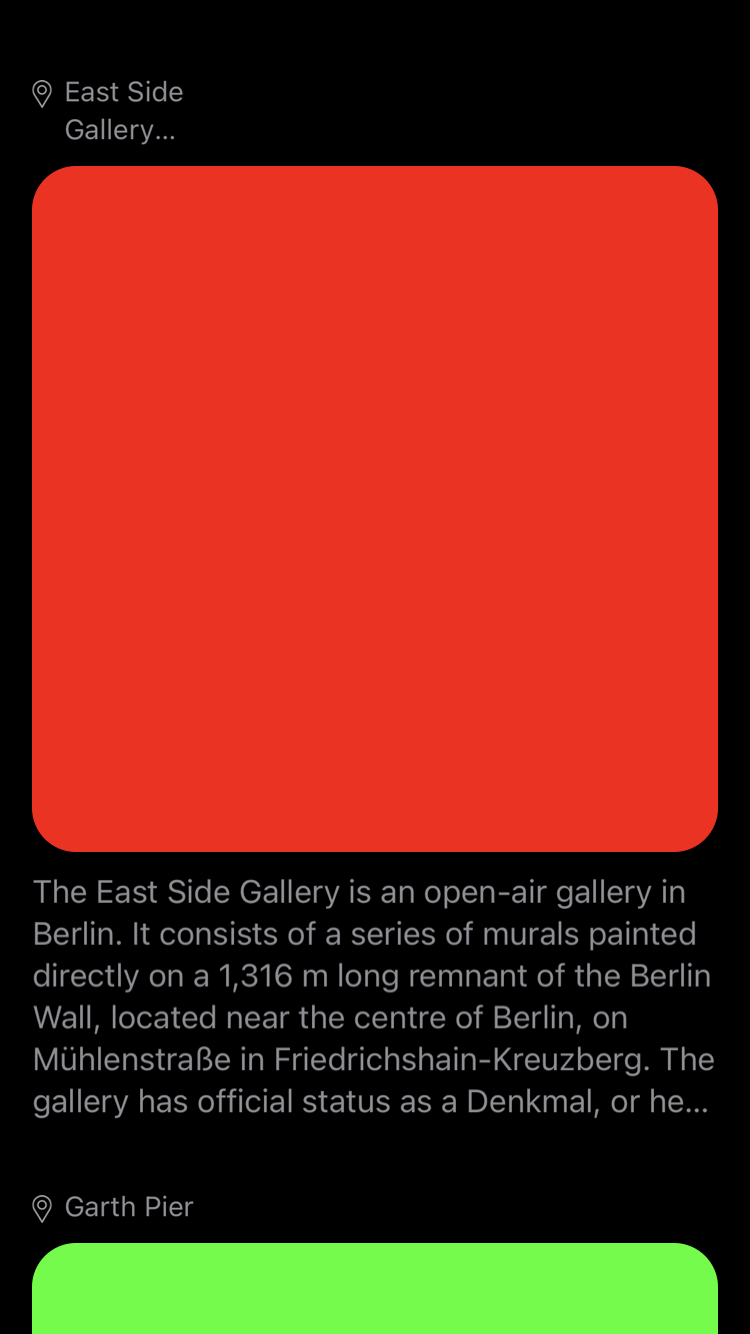 East Side
Gallery...
The East Side Gallery is an open-air gallery in
Berlin. It consists of a series of murals painted
directly on a 1,316 m long remnant of the Berlin
Wall, located near the centre of Berlin, on
Mühlenstraße in Friedrichshain-Kreuzberg. The
gallery has official status as a Denkmal, or he...
Garth Pier